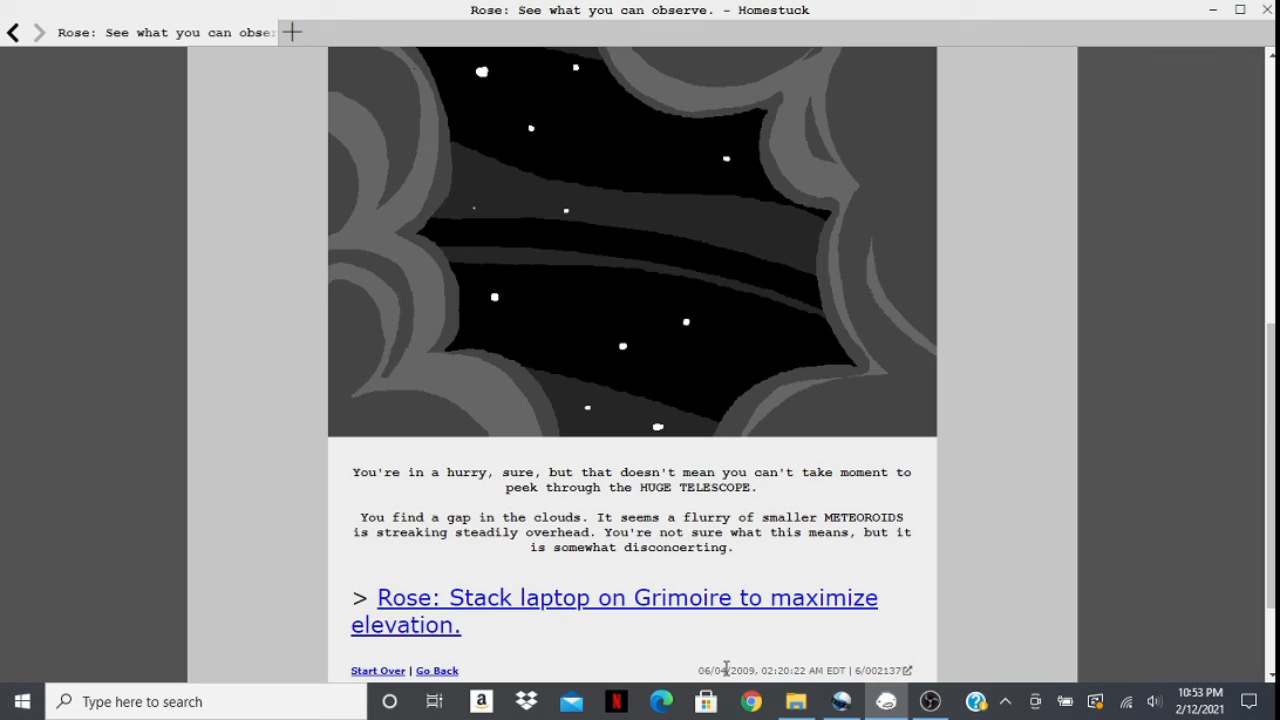 Rose: See what you can observe. - Homestuck
Rose: See what you can obse
You're in a hurry, sure, but that doesn't mean you can't take moment to
peek through the HUGE TELESCOPE.
You find a gap in the clouds. It seems a flurry of smaller METEOROIDS
is streaking steadily overhead. You're not sure what this means, but it
is somewhat disconcerting.
> Rose: Stack laptop on Grimoire to maximize
elevation.
Start Over | Go Back
02:20:22 AM EDT | 6/002137
Type here to search
10:53 PM
2/12/2021